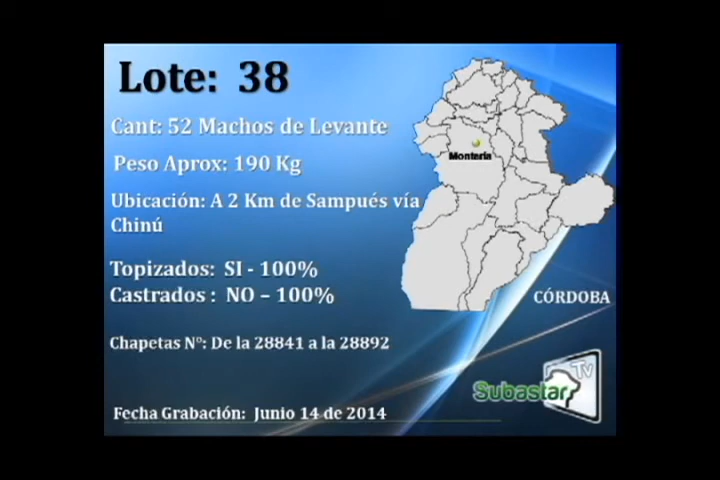 Lote: 38
Cant: 52 Machos de Levante
Peso Aprox: 190 Kg
Ubicación: A 2 Km de Sampués vía
Chinú
Topizados: SI - 100%
Castrados : NO – 100%
Chapetas N°: De la 28841 a la 28892
Fecha Grabación: Junio 14 de 2014
Montería
CÓRDOBA
Subastar
Tv